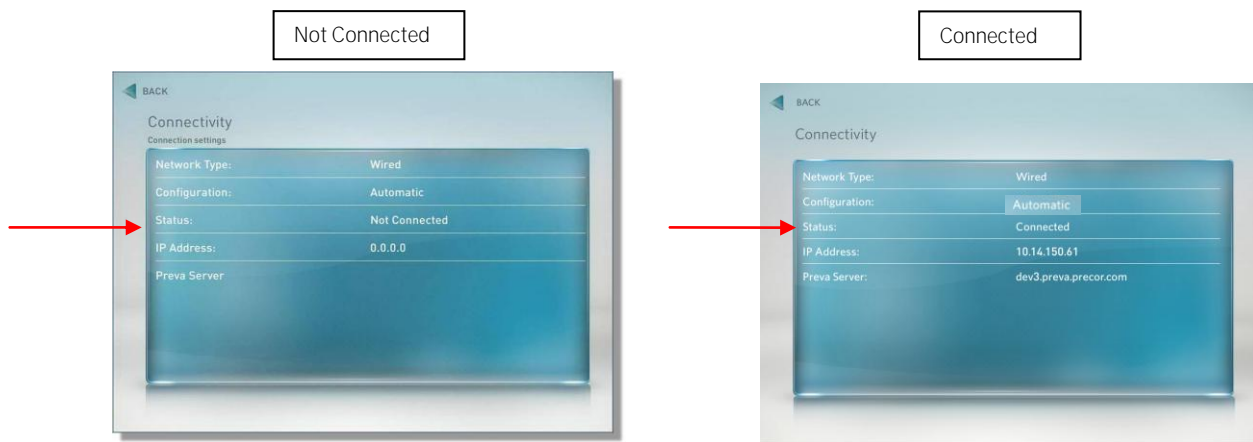 Not Connected
BACK
Connectivity
Connection settings
Network Type: Wired
Configuration: Automatic
Status: Not Connected
IP Address: 0.0.0.0
Preva Server
Connected
BACK
Connectivity
Network Type: Wired
Configuration: Automatic
Status: Connected
IP Address: 10.14.150.61
Preva Server: dev3.preva.precor.com